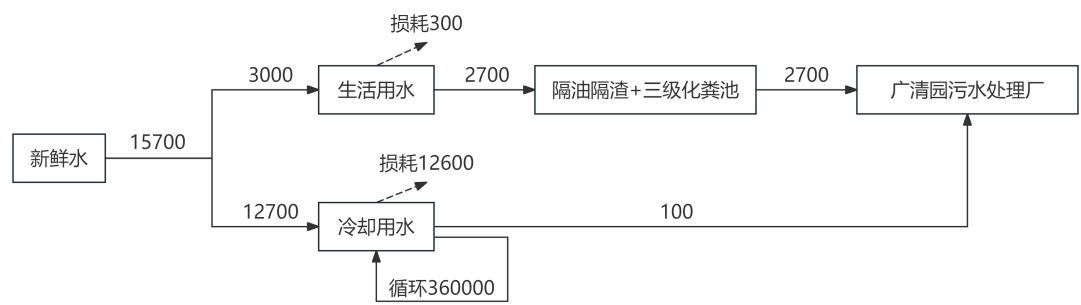 损耗300
3000
生活用水
2700
隔油隔渣+三级化粪池
2700
广清园污水处理厂
新鲜水
15700
损耗12600
12700
冷却用水
100
循环360000